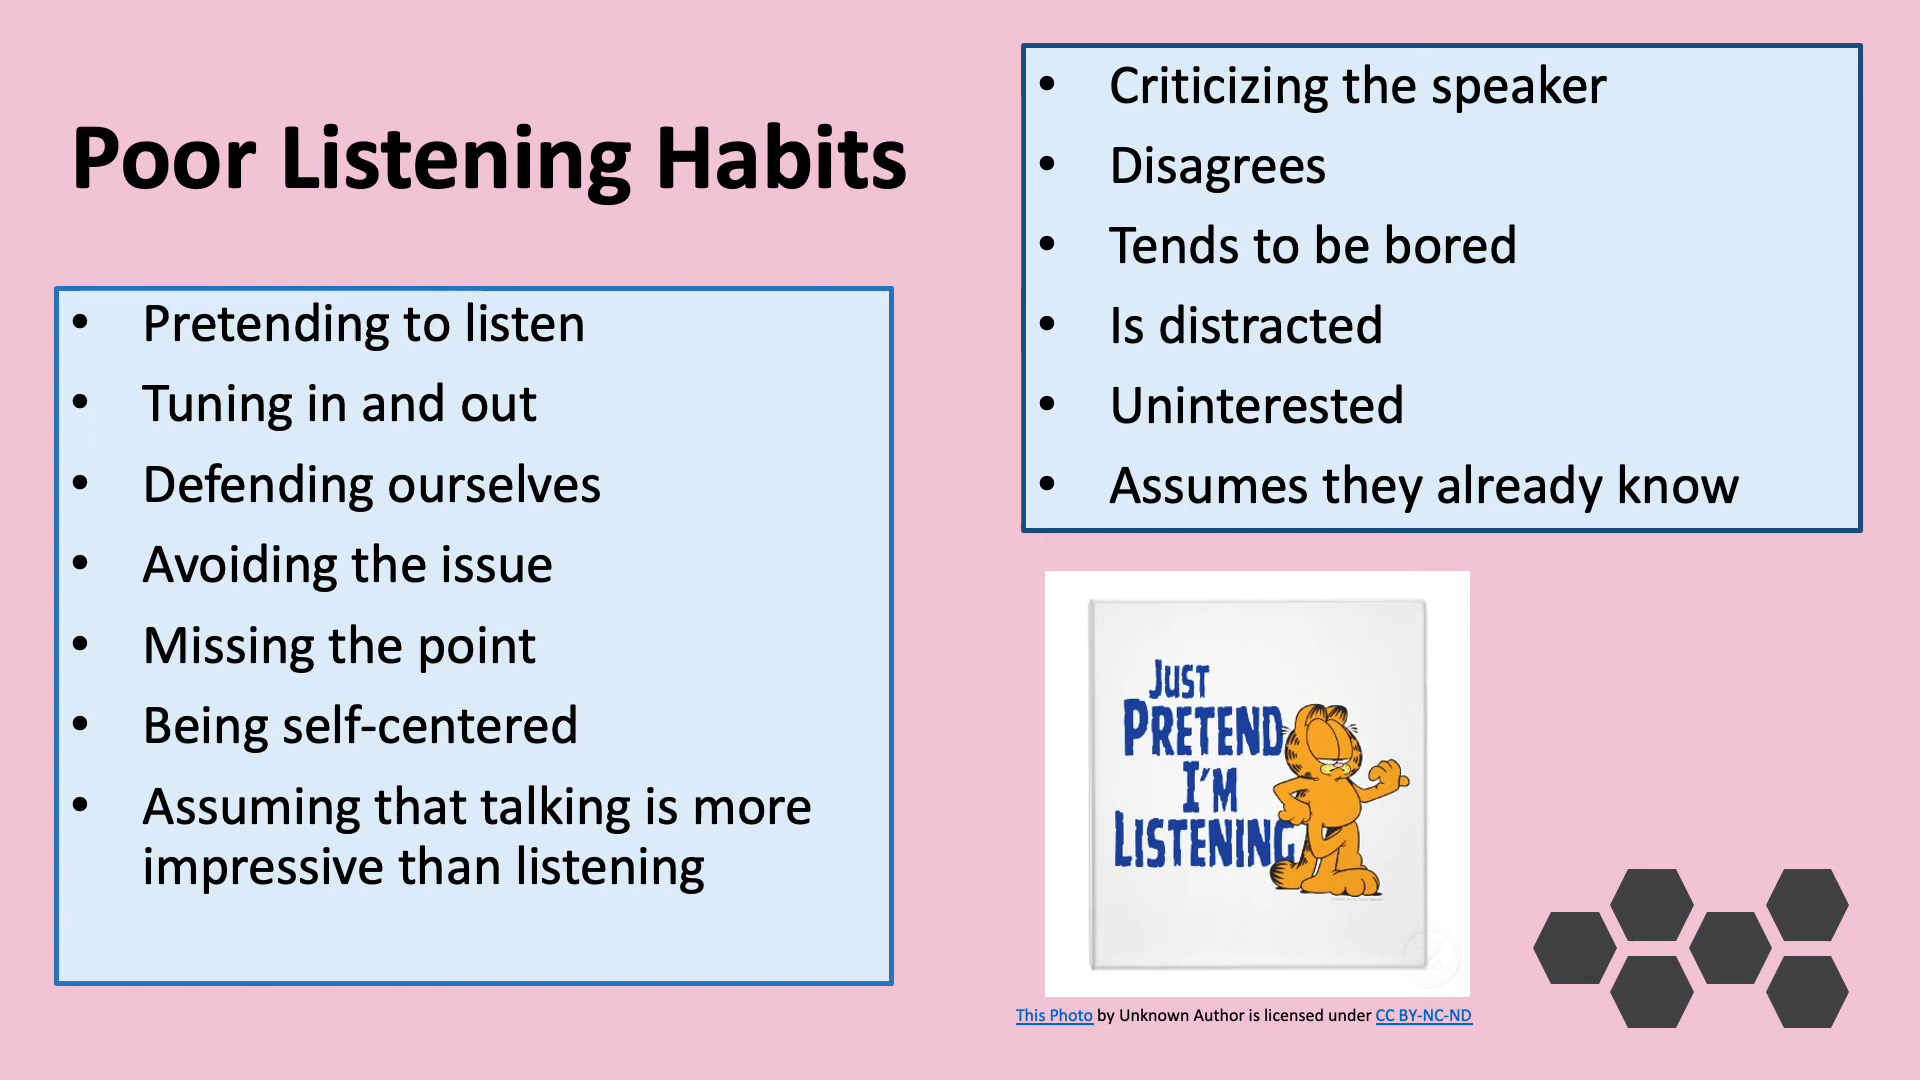 Poor Listening Habits
• Pretending to listen
• Tuning in and out
• Defending ourselves
• Avoiding the issue
• Missing the point
• Being self-centered
• Assuming that talking is more
impressive than listening
• Criticizing the speaker
• Disagrees
• Tends to be bored
• Is distracted
• Uninterested
• Assumes they already know
JUST
PRETEND
I'M
LISTENING
This Photo by Unknown Author is licensed under CC BY-NC-ND